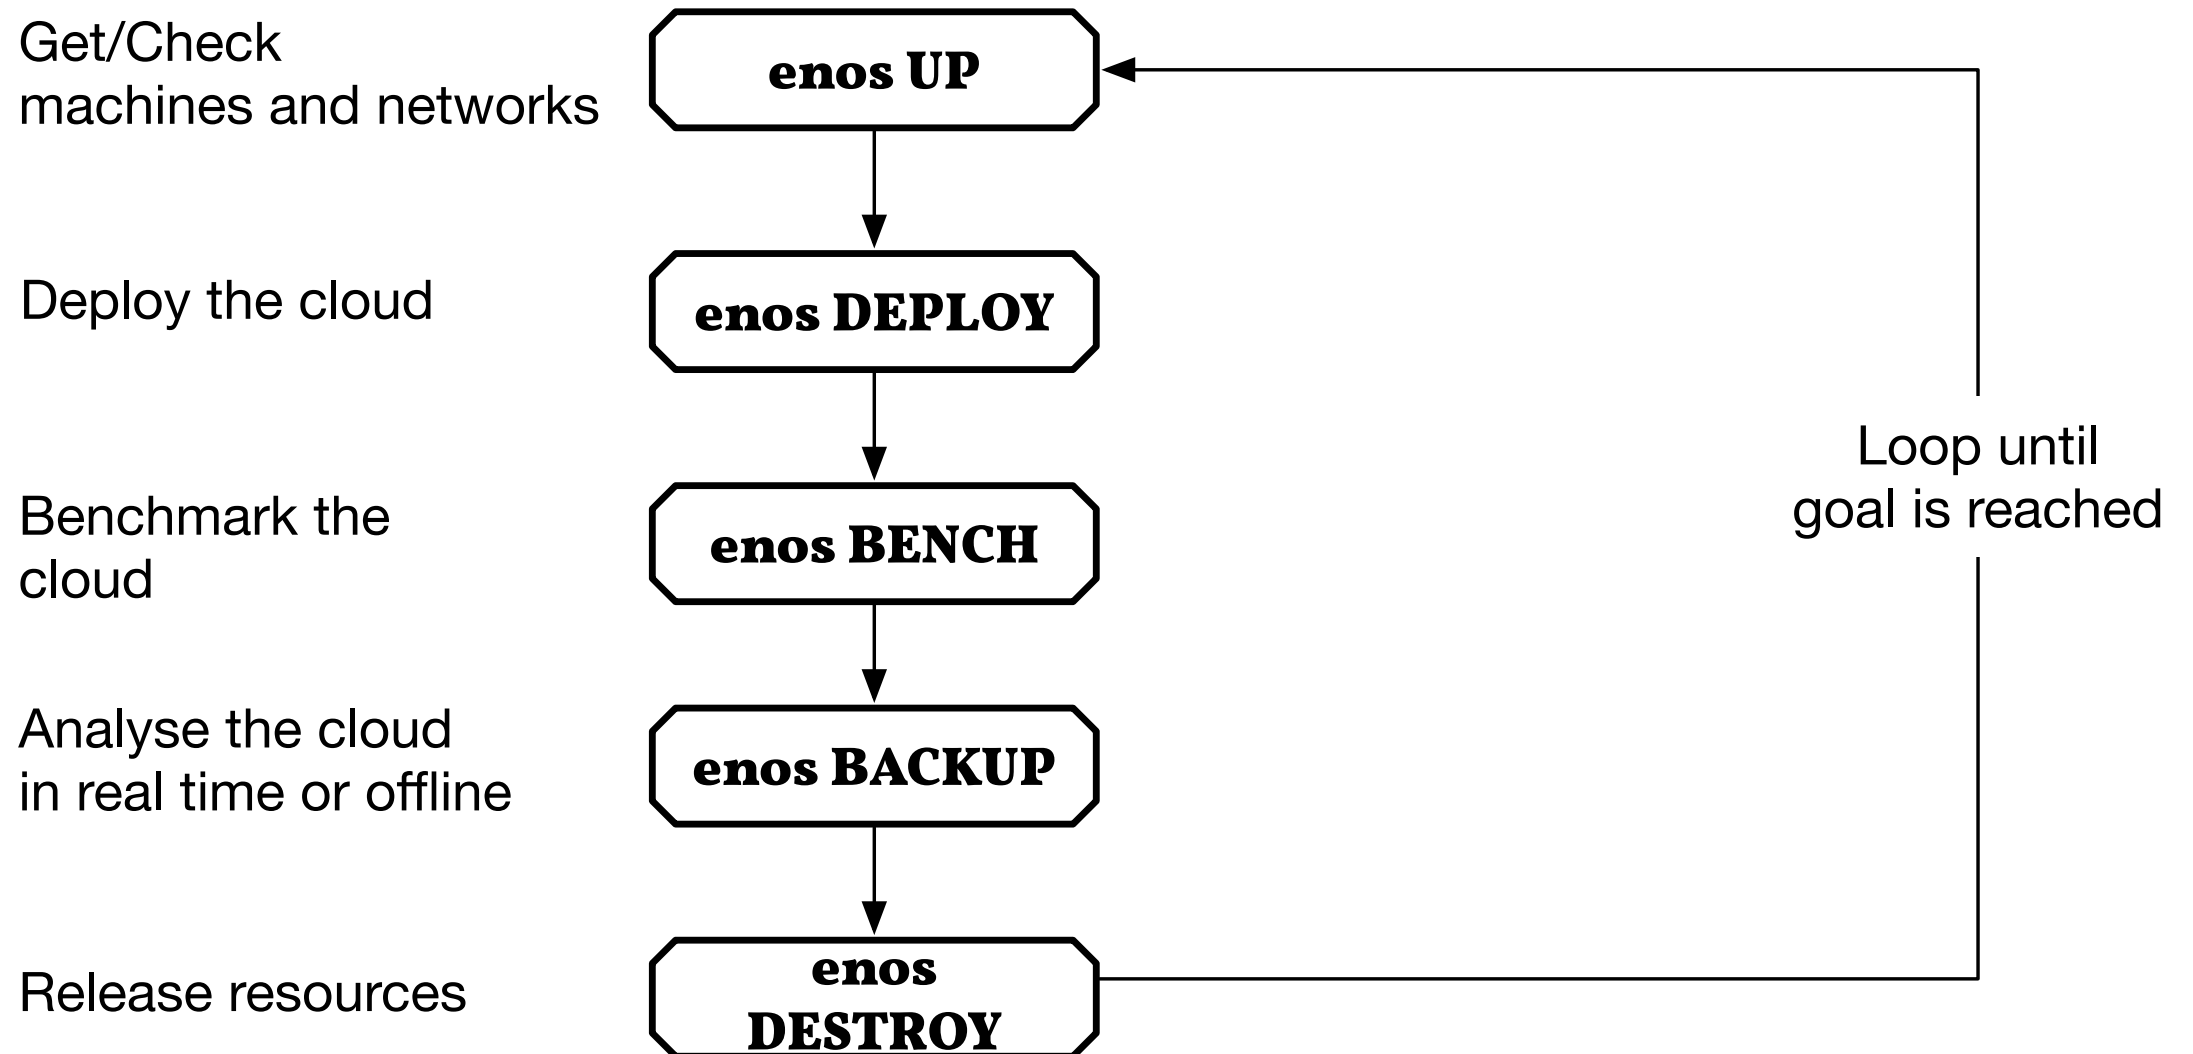 Get/Check
machines and networks
enos UP
Deploy the cloud
enos DEPLOY
Loop until
goal is reached
Benchmark the
cloud
enos BENCH
Analyse the cloud
in real time or offline
enos BACKUP
Release resources
enos
DESTROY